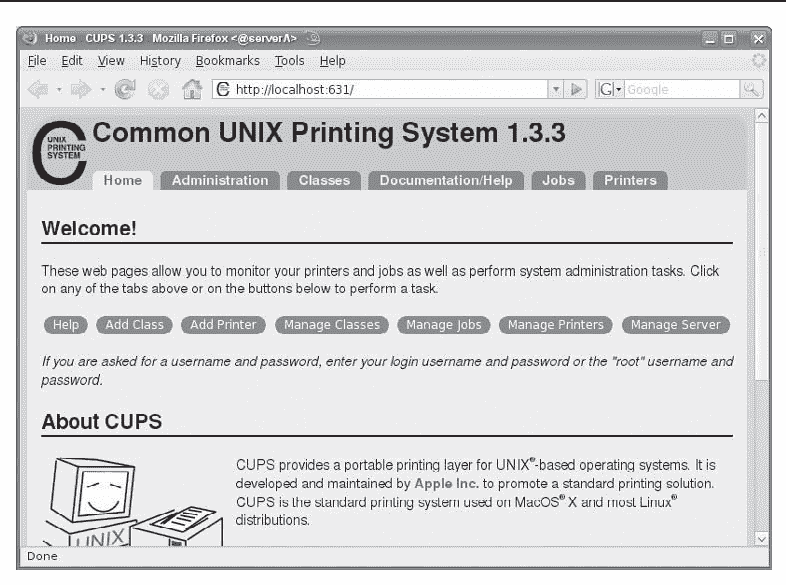 Home CUPS 1.3.3 Mozilla Firefox <@serverA>
File Edit View History Bookmarks Tools Help
http://localhost:631/
G
Google
UNIX
PRINTING
SYSTEM
Common UNIX Printing System 1.3.3
Home Administration Classes Documentation/Help Jobs Printers
Welcome!
These web pages allow you to monitor your printers and jobs as well as perform system administration tasks. Click
on any of the tabs above or on the buttons below to perform a task.
Help Add Class Add Printer Manage Classes Manage Jobs Manage Printers Manage Server
If you are asked for a username and password, enter your login username and password or the "root" username and
password.
About CUPS
CUPS provides a portable printing layer for UNIX®-based operating systems. It is
developed and maintained by Apple Inc. to promote a standard printing solution.
CUPS is the standard printing system used on MacOS® X and most Linux®
distributions.
UNIX
Done